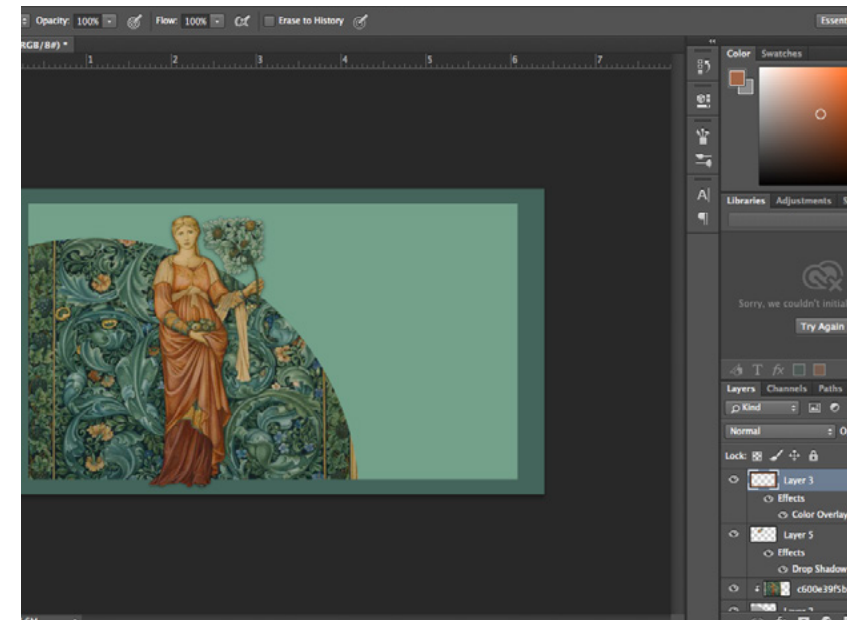 Opacity: 100% Flow: 100% Erase to History Essent
RGB/8#) *
1 2 3 4 5 6 7
Color Swatches
A|
Libraries Adjustments S
Sorry, we couldn't initial
Try Again
T fx
Layers Channels Paths
Kind
Normal O
Lock:
Layer 3
Effects
Color Overlay
Layer 5
Effects
Drop Shadow
c600e39f5b